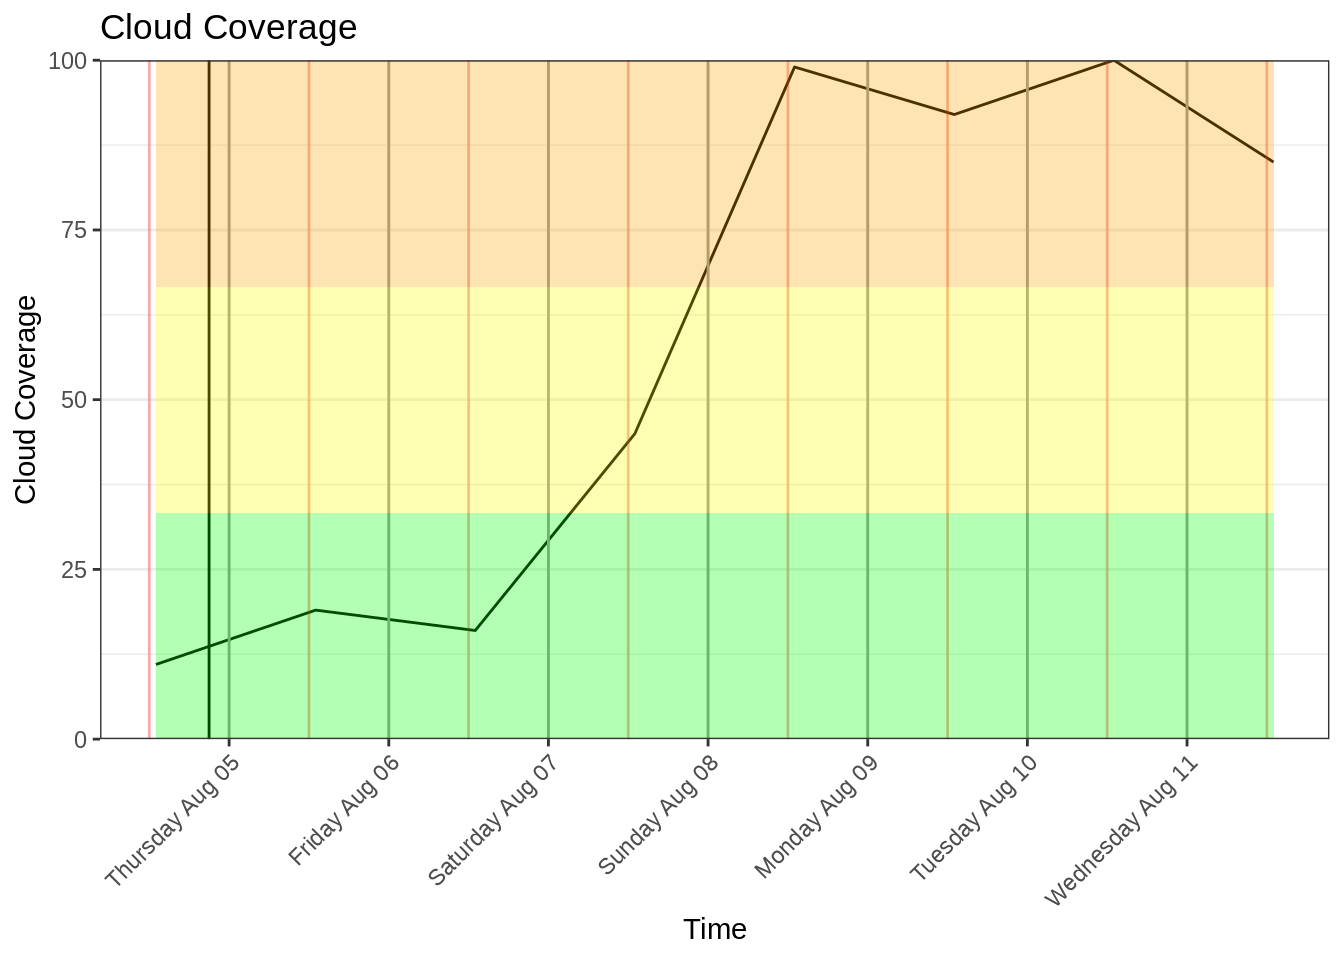 Cloud Coverage
100
75
50
25
0
Cloud Coverage
Thursday Aug 05
Friday Aug 06
Saturday Aug 07
Sunday Aug 08
Monday Aug 09
Tuesday Aug 10
Wednesday Aug 11
Time